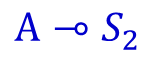 A ⊸ S₂